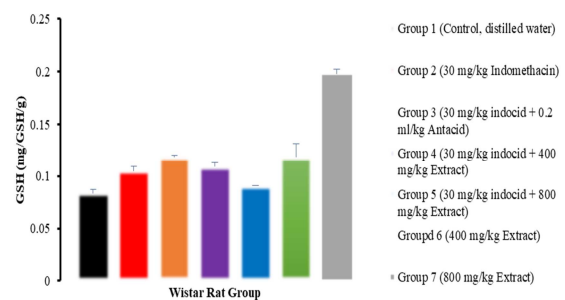 0.25
0.2
0.15
0.1
0.05
0
GSH (mg/GSH/g)
Wistar Rat Group
Group 1 (Control, distilled water)
Group 2 (30 mg/kg Indomethacin)
Group 3 (30 mg/kg indocid + 0.2
ml/kg Antacid)
Group 4 (30 mg/kg indocid + 400
mg/kg Extract)
Group 5 (30 mg/kg indocid + 800
mg/kg Extract)
Groupd 6 (400 mg/kg Extract)
Group 7 (800 mg/kg Extract)